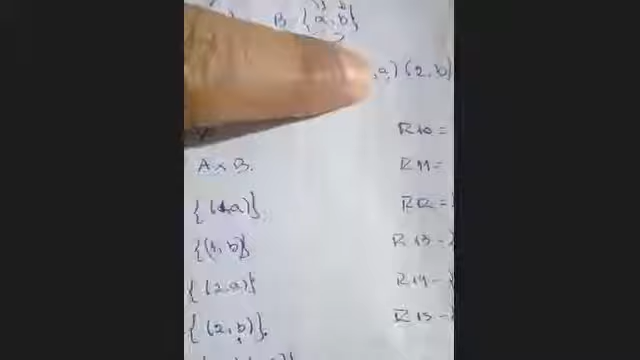 B = {a, b}
, a) (2, b)
R10 =
A × B.
R11 =
{(1, a)}
R12 = {
{(1, b)}
R13 - {
{(2, a)}
R14 - {
{(2, b)},
R15 - {